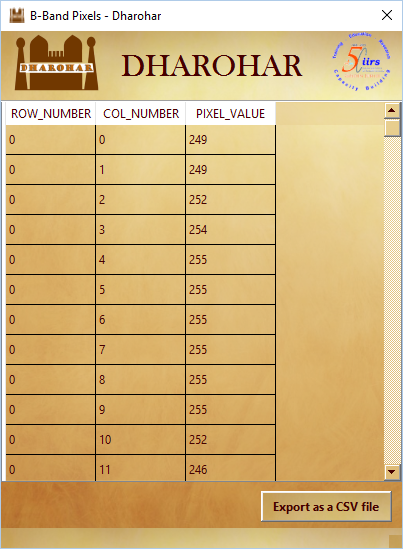 B-Band Pixels - Dharohar
DHAROHAR
DHAROHAR
Training Education Research
5 iirs
Capacity Building
ROW_NUMBER COL_NUMBER PIXEL_VALUE
0 0 249
0 1 249
0 2 252
0 3 254
0 4 255
0 5 255
0 6 255
0 7 255
0 8 255
0 9 255
0 10 252
0 11 246
Export as a CSV file